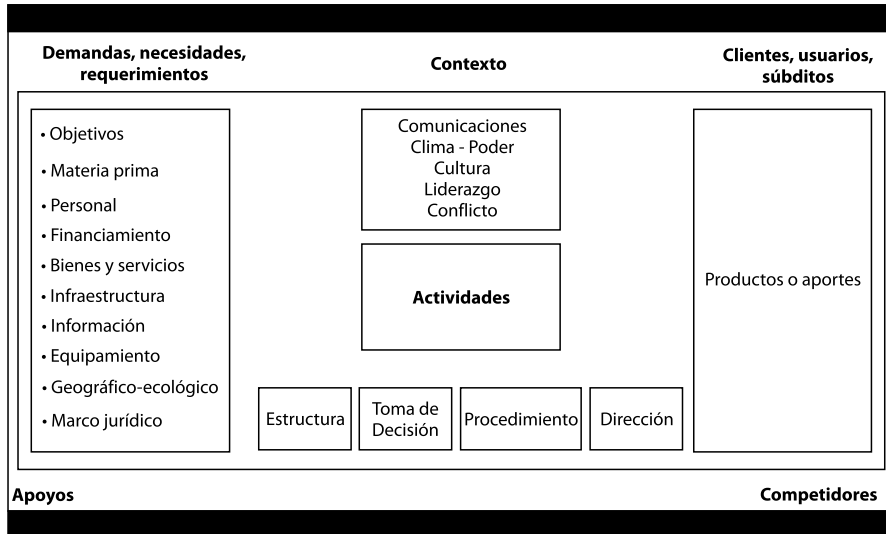 Demandas, necesidades,
requerimientos
Contexto
Clientes, usuarios,
súbditos
• Objetivos
• Materia prima
• Personal
• Financiamiento
• Bienes y servicios
• Infraestructura
• Información
• Equipamiento
• Geográfico-ecológico
• Marco jurídico
Comunicaciones
Clima - Poder
Cultura
Liderazgo
Conflicto
Actividades
Estructura
Toma de
Decisión
Procedimiento
Dirección
Productos o aportes
Apoyos
Competidores